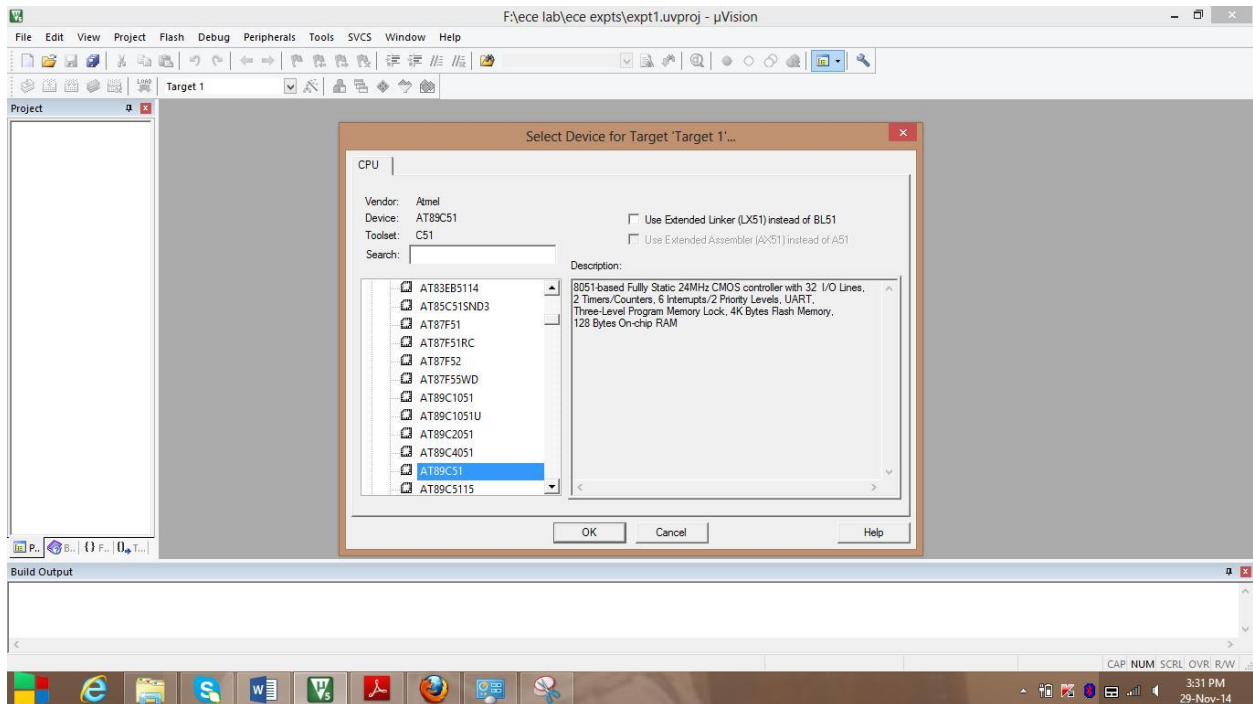 F:\ece lab\ece expts\expt1.uvproj - µVision
File Edit View Project Flash Debug Peripherals Tools SVCS Window Help
LOAD Target 1
Project
Select Device for Target 'Target 1'...
CPU
Vendor: Atmel
Device: AT89C51
Toolset: C51
Search:
Use Extended Linker (LX51) instead of BL51
Use Extended Assembler (AX51) instead of A51
AT83EB5114
AT85C51SND3
AT87F51
AT87F51RC
AT87F52
AT87F55WD
AT89C1051
AT89C1051U
AT89C2051
AT89C4051
AT89C51
AT89C5115
Description:
8051-based Fullly Static 24MHz CMOS controller with 32 I/O Lines,
2 Timers/Counters, 6 Interrupts/2 Priority Levels, UART,
Three-Level Program Memory Lock, 4K Bytes Flash Memory,
128 Bytes On-chip RAM
OK Cancel Help
P.. B.. {} F.. 0 T...
Build Output
CAP NUM SCRL OVR R/W
3:31 PM
29-Nov-14